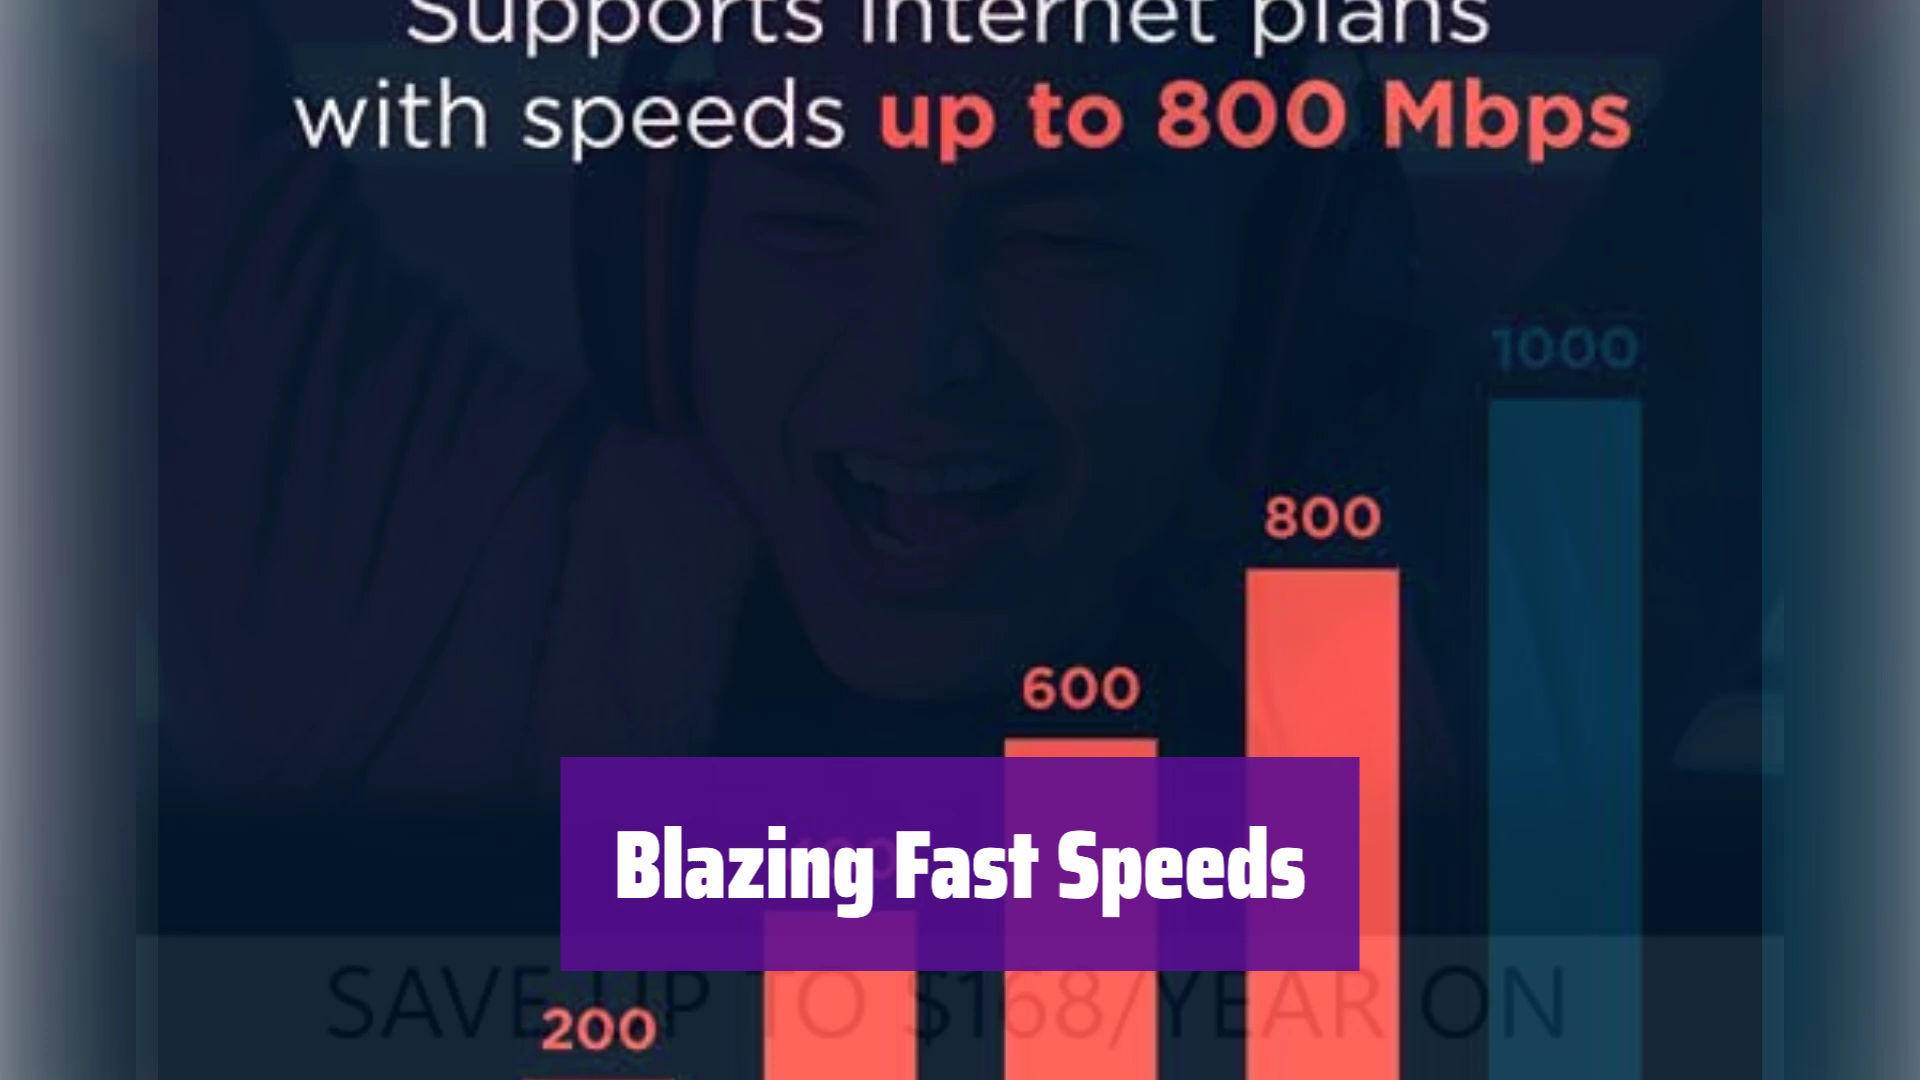 Supports internet plans
with speeds up to 800 Mbps
1000
800
600
Blazing Fast Speeds
SAVE UP TO $168/YEAR ON
200